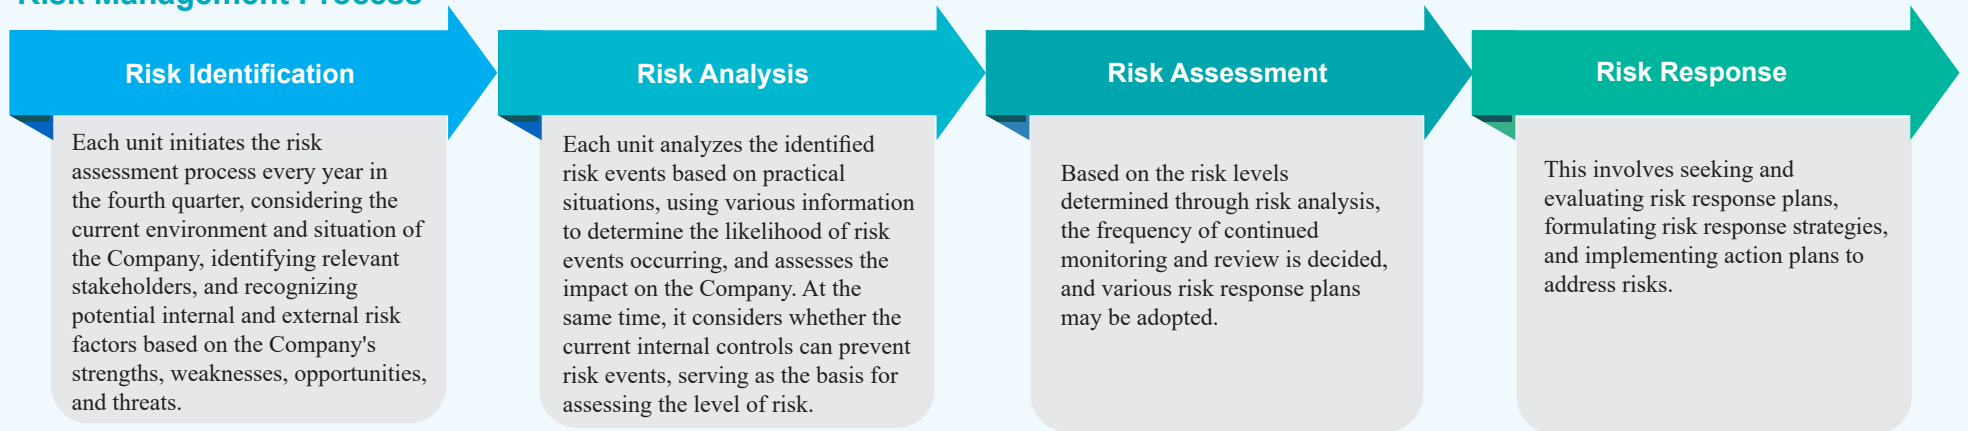 Risk Management Process
Risk Identification
Each unit initiates the risk
assessment process every year in
the fourth quarter, considering the
current environment and situation of
the Company, identifying relevant
stakeholders, and recognizing
potential internal and external risk
factors based on the Company's
strengths, weaknesses, opportunities,
and threats.
Risk Analysis
Each unit analyzes the identified
risk events based on practical
situations, using various information
to determine the likelihood of risk
events occurring, and assesses the
impact on the Company. At the
same time, it considers whether the
current internal controls can prevent
risk events, serving as the basis for
assessing the level of risk.
Risk Assessment
Based on the risk levels
determined through risk analysis,
the frequency of continued
monitoring and review is decided,
and various risk response plans
may be adopted.
Risk Response
This involves seeking and
evaluating risk response plans,
formulating risk response strategies,
and implementing action plans to
address risks.